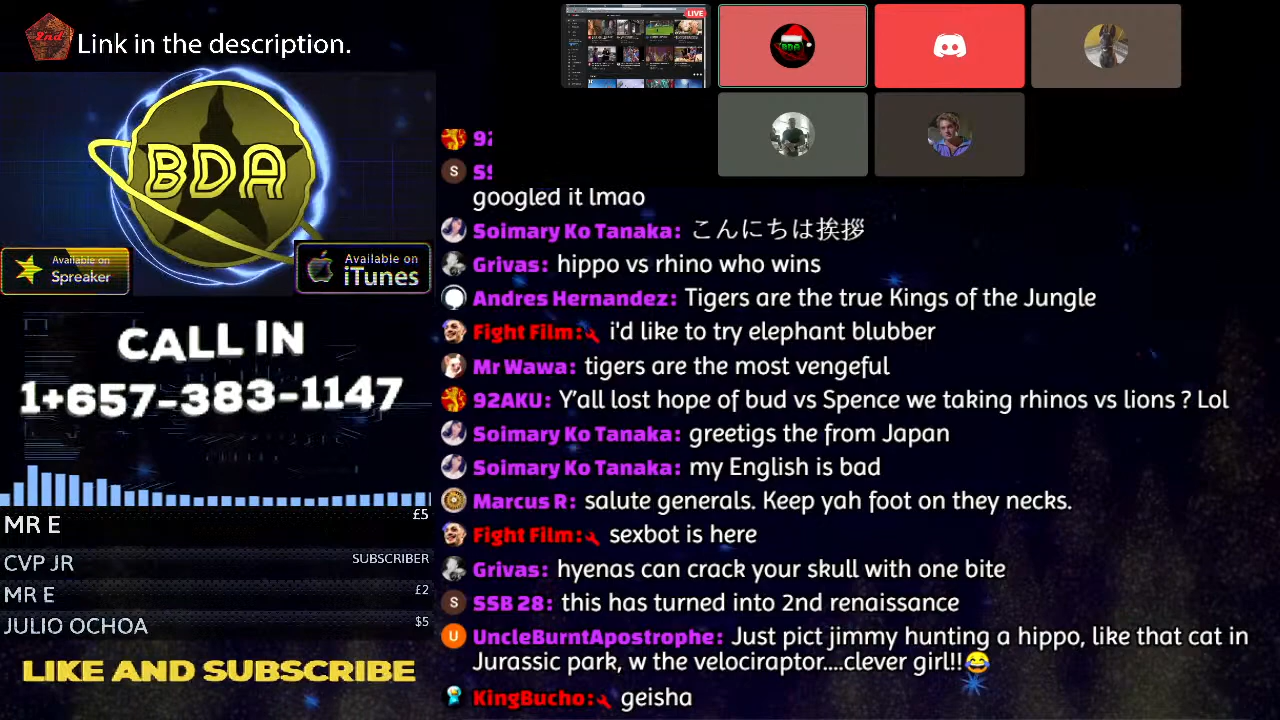 2nd
Link in the description.
LIVE
BDA
BDA
Available on
Spreaker
Available on
iTunes
CALL IN
1+657-383-1147
MR E £5
CVP JR SUBSCRIBER
MR E £2
JULIO OCHOA $5
LIKE AND SUBSCRIBE
googled it lmao
Soimary Ko Tanaka: こんにちは挨拶
Grivas: hippo vs rhino who wins
Andres Hernandez: Tigers are the true Kings of the Jungle
Fight Film: i'd like to try elephant blubber
Mr Wawa: tigers are the most vengeful
92AKU: Y'all lost hope of bud vs Spence we taking rhinos vs lions ? Lol
Soimary Ko Tanaka: greetigs the from Japan
Soimary Ko Tanaka: my English is bad
Marcus R: salute generals. Keep yah foot on they necks.
Fight Film: sexbot is here
Grivas: hyenas can crack your skull with one bite
S SSB 28: this has turned into 2nd renaissance
U UncleBurntApostrophe: Just pict jimmy hunting a hippo, like that cat in
Jurassic park, w the velociraptor....clever girl!!😂
KingBucho: geisha